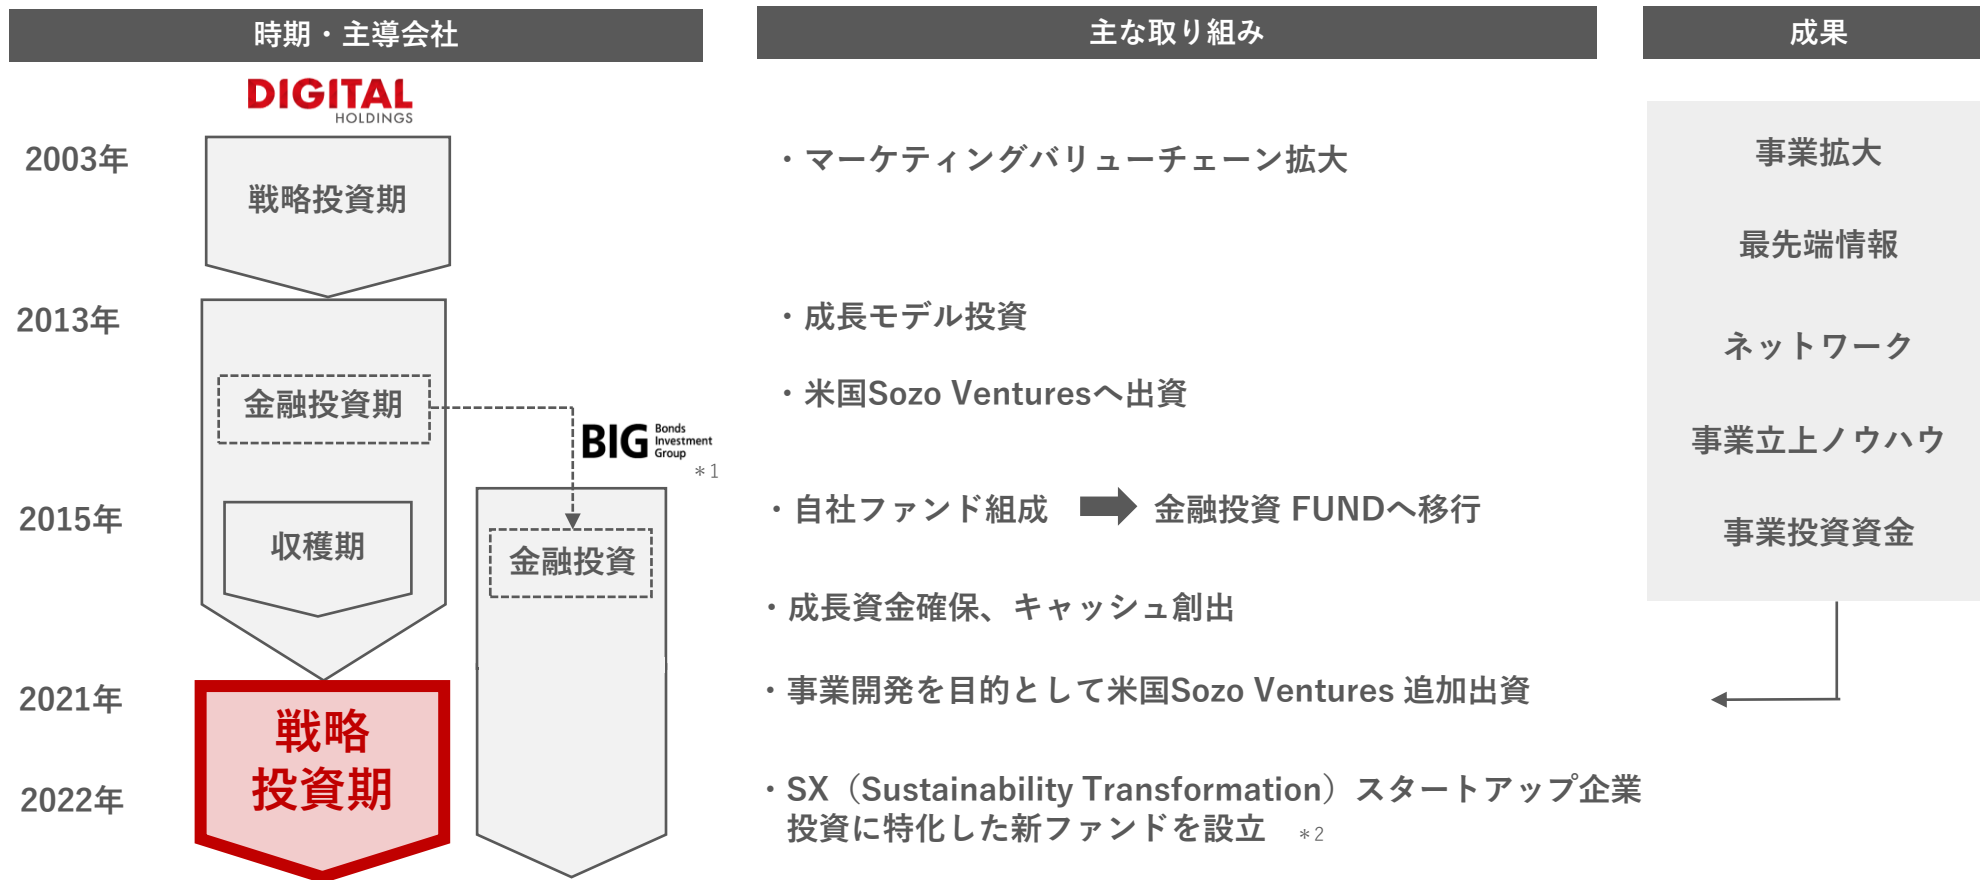 時期・主導会社
主な取り組み
成果
DIGITAL
HOLDINGS
2003年
戦略投資期
・マーケティングバリューチェーン拡大
事業拡大
最先端情報
2013年
・成長モデル投資
ネットワーク
金融投資期
・米国Sozo Venturesへ出資
BIG Bonds
Investment
Group
＊1
事業立上ノウハウ
2015年
収穫期
金融投資
・自社ファンド組成 金融投資 FUNDへ移行
事業投資資金
・成長資金確保、キャッシュ創出
2021年
戦略
投資期
・事業開発を目的として米国Sozo Ventures 追加出資
2022年
・SX（Sustainability Transformation）スタートアップ企業
投資に特化した新ファンドを設立 ＊2